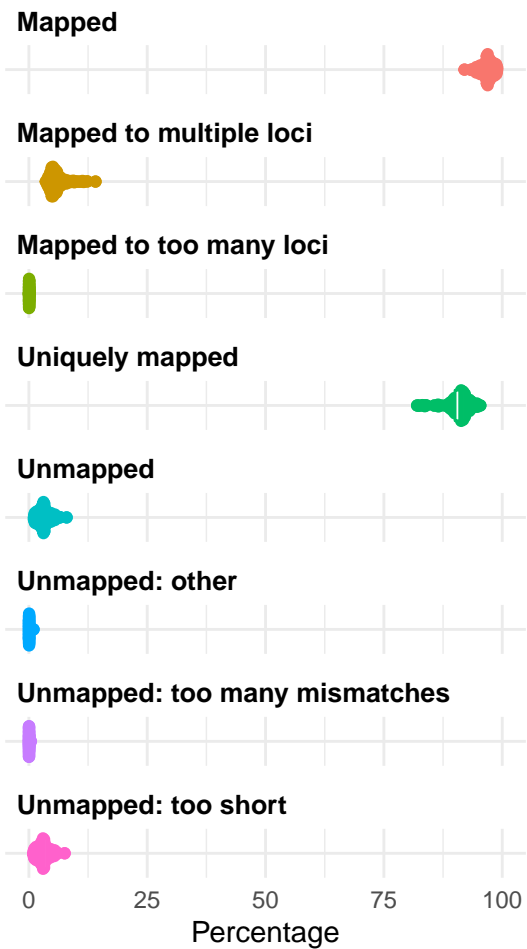 Mapped
Mapped to multiple loci
Mapped to too many loci
Uniquely mapped
Unmapped
Unmapped: other
Unmapped: too many mismatches
Unmapped: too short
0 25 50 75 100
Percentage